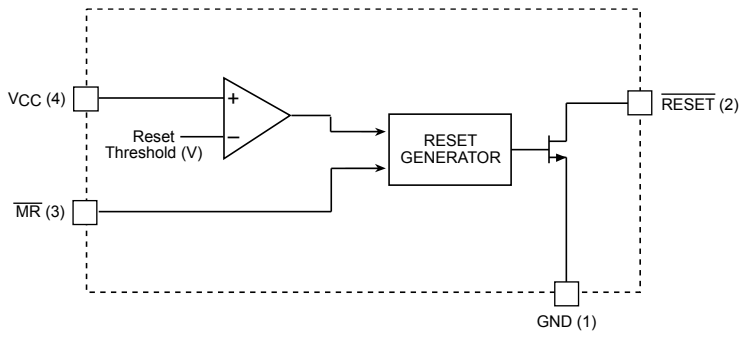 VCC (4)
+
Reset
Threshold (V)
−
RESET
GENERATOR
RESET (2)
MR (3)
GND (1)